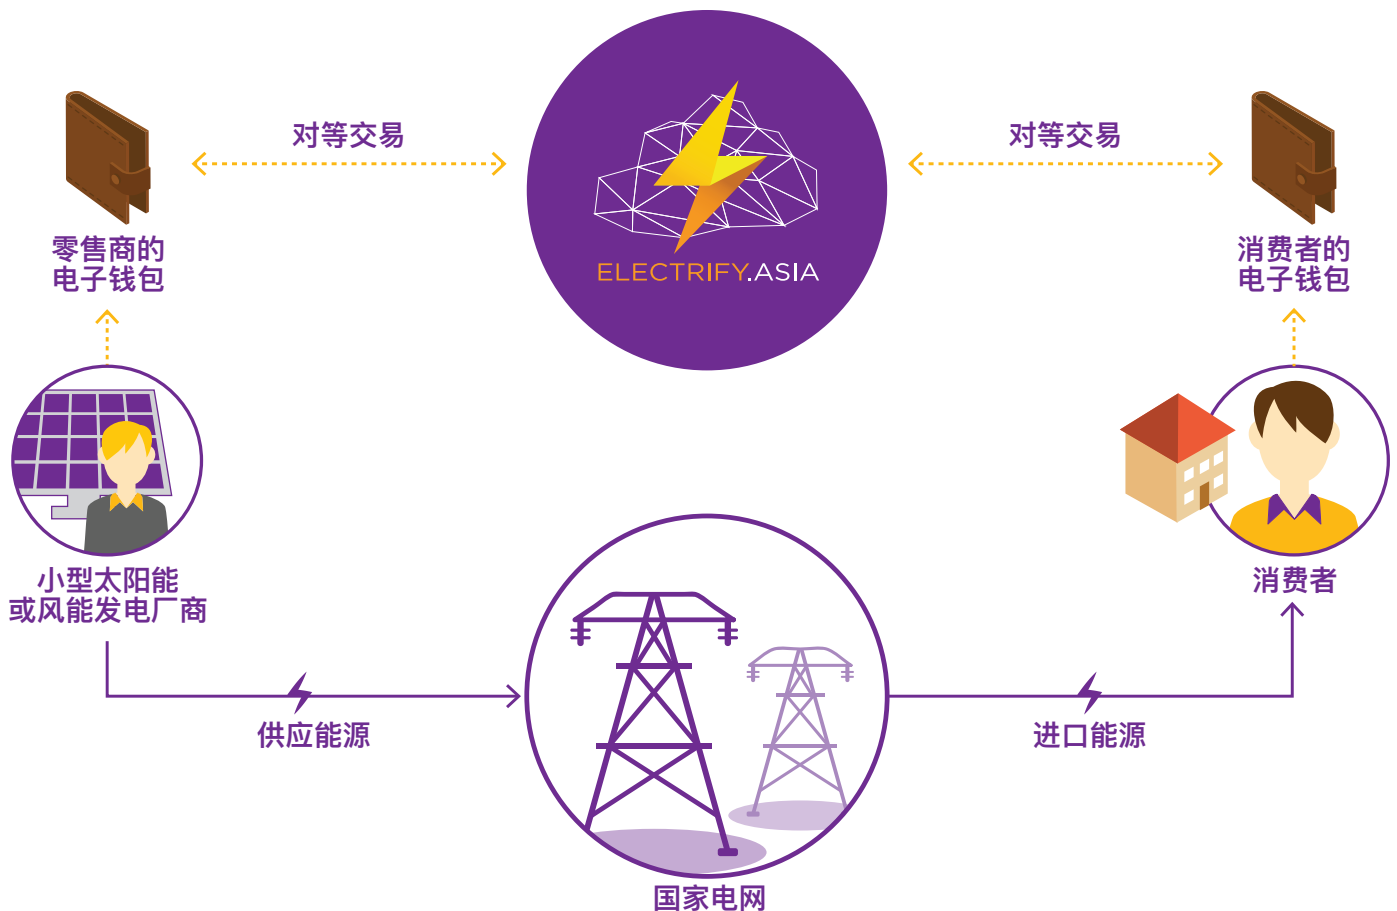 对等交易
对等交易
ELECTRIFY.ASIA
零售商的
电子钱包
消费者的
电子钱包
小型太阳能
或风能发电厂商
消费者
供应能源
进口能源
国家电网